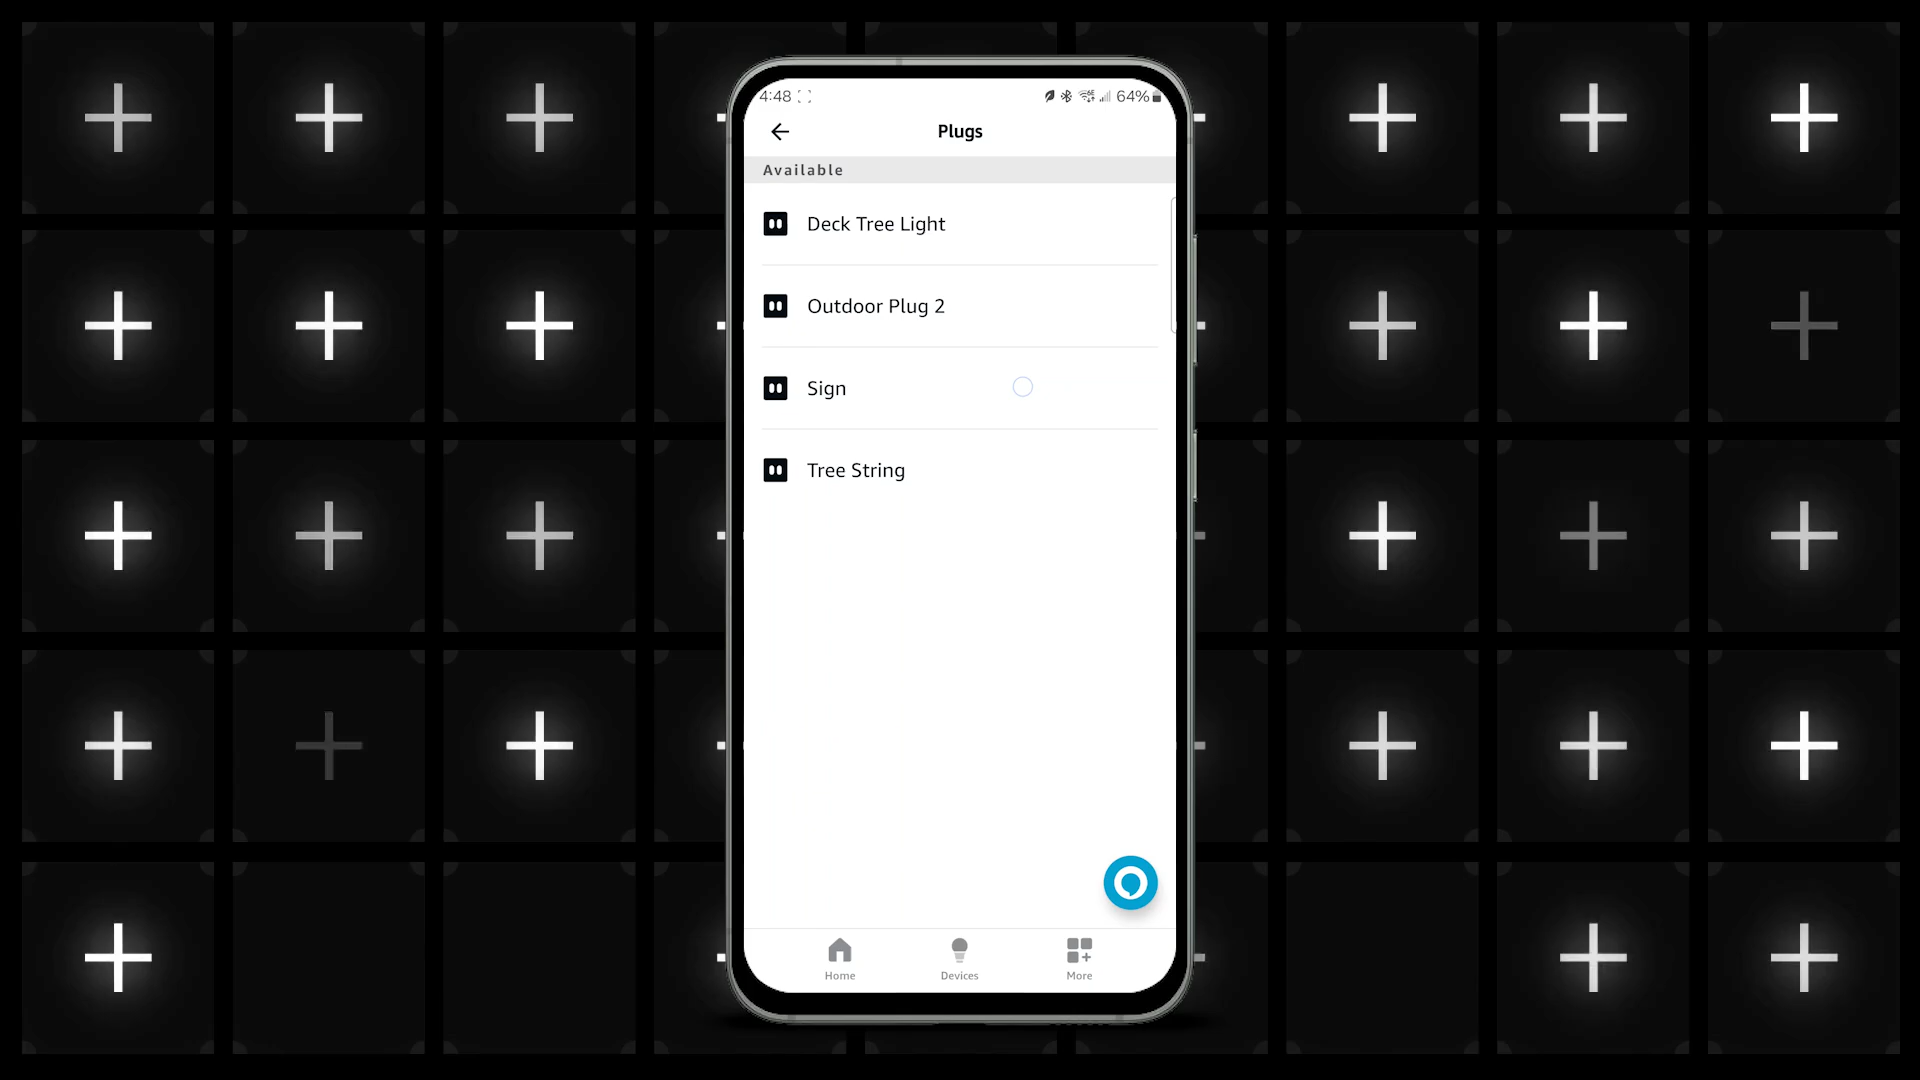 4:48 64%
Plugs
Available
Deck Tree Light
Outdoor Plug 2
Sign
Tree String
Home Devices More